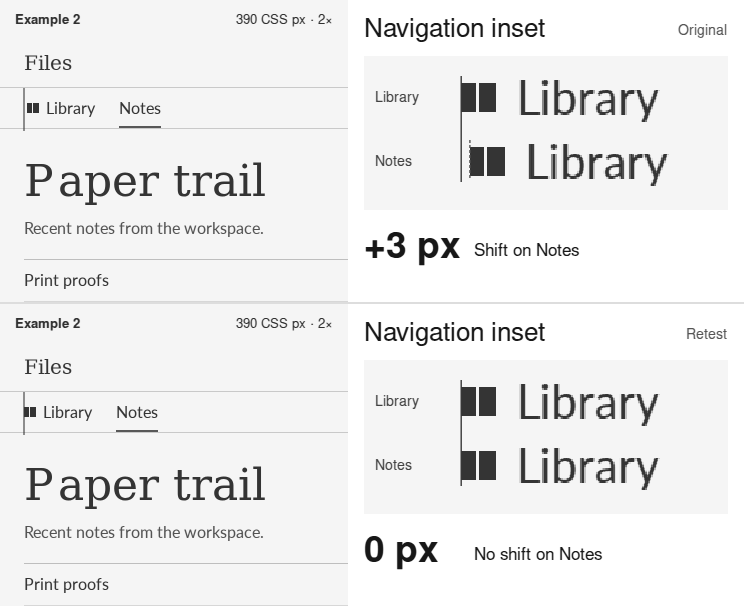 Example 2
390 CSS px · 2×
Files
Library Notes
Paper trail
Recent notes from the workspace.
Print proofs
Navigation inset
Original
Library Library
Notes Library
+3 px Shift on Notes
Example 2
390 CSS px · 2×
Files
Library Notes
Paper trail
Recent notes from the workspace.
Print proofs
Navigation inset
Retest
Library Library
Notes Library
0 px No shift on Notes